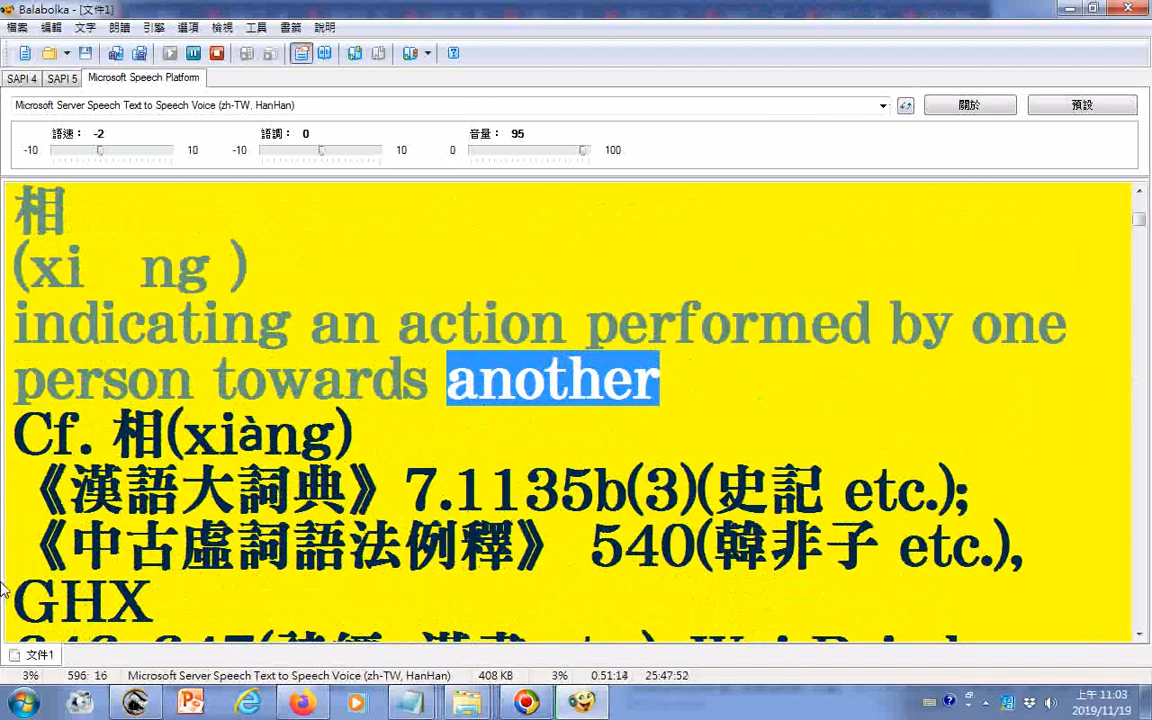 Balabolka - [文件1]
檔案 編輯 文字 朗讀 引擎 選項 檢視 工具 書籤 說明
SAPI 4 SAPI 5 Microsoft Speech Platform
Microsoft Server Speech Text to Speech Voice (zh-TW, HanHan) 關於 預設
語速： -2 語調： 0 音量： 95
-10 10 -10 10 0 100
相
(xi ng )
indicating an action performed by one
person towards another
Cf. 相(xiàng)
《漢語大詞典》7.1135b(3)(史記 etc.);
《中古虛詞語法例釋》 540(韓非子 etc.),
GHX
文件1
3% 596: 16 Microsoft Server Speech Text to Speech Voice (zh-TW, HanHan) 408 KB 3% 0:51:14 25:47:52
上午 11:03
2019/11/19